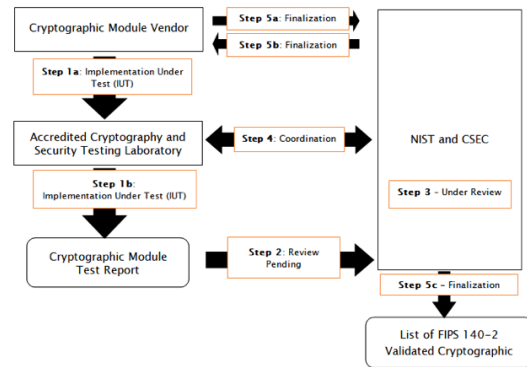 Cryptographic Module Vendor
Step 5a: Finalization
Step 5b: Finalization
Step 1a: Implementation Under
Test (IUT)
Accredited Cryptography and
Security Testing Laboratory
Step 4: Coordination
NIST and CSEC
Step 1b:
Implementation Under Test (IUT)
Step 3 – Under Review
Cryptographic Module
Test Report
Step 2: Review
Pending
Step 5c – Finalization
List of FIPS 140-2
Validated Cryptographic